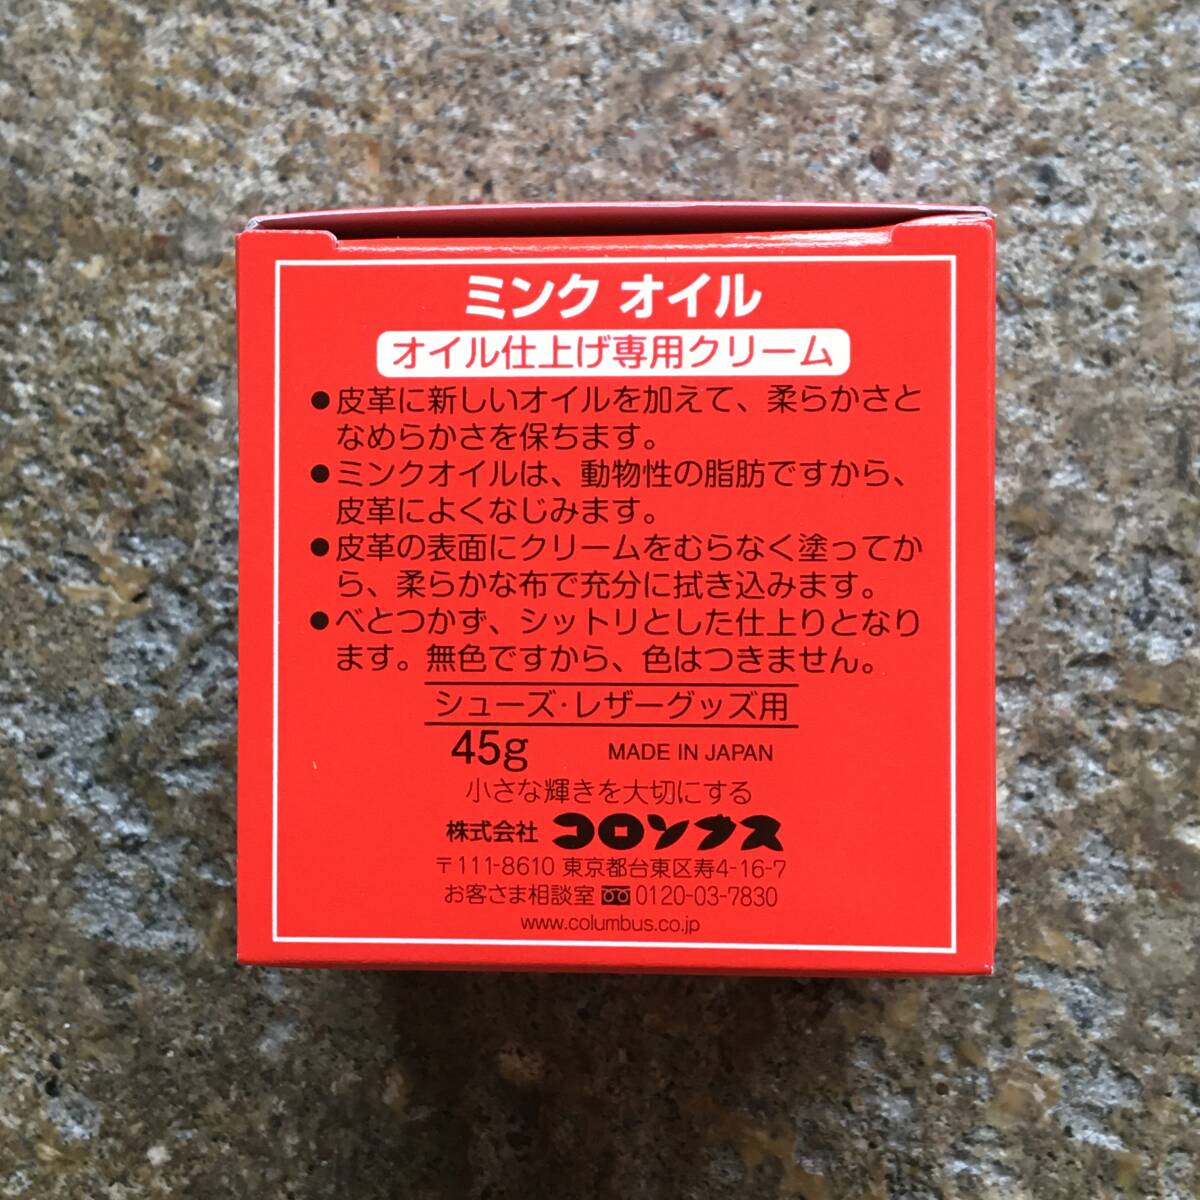 ミンク オイル
オイル仕上げ専用クリーム
●皮革に新しいオイルを加えて、柔らかさと
なめらかさを保ちます。
●ミンクオイルは、動物性の脂肪ですから、
皮革によくなじみます。
●皮革の表面にクリームをむらなく塗ってか
ら、柔らかな布で充分に拭き込みます。
●べとつかず、シットリとした仕上りとなり
ます。無色ですから、色はつきません。
シューズ・レザーグッズ用
45g MADE IN JAPAN
小さな輝きを大切にする
株式会社 コロンブス
〒111-8610 東京都台東区寿4-16-7
お客さま相談室 0120-03-7830
www.columbus.co.jp